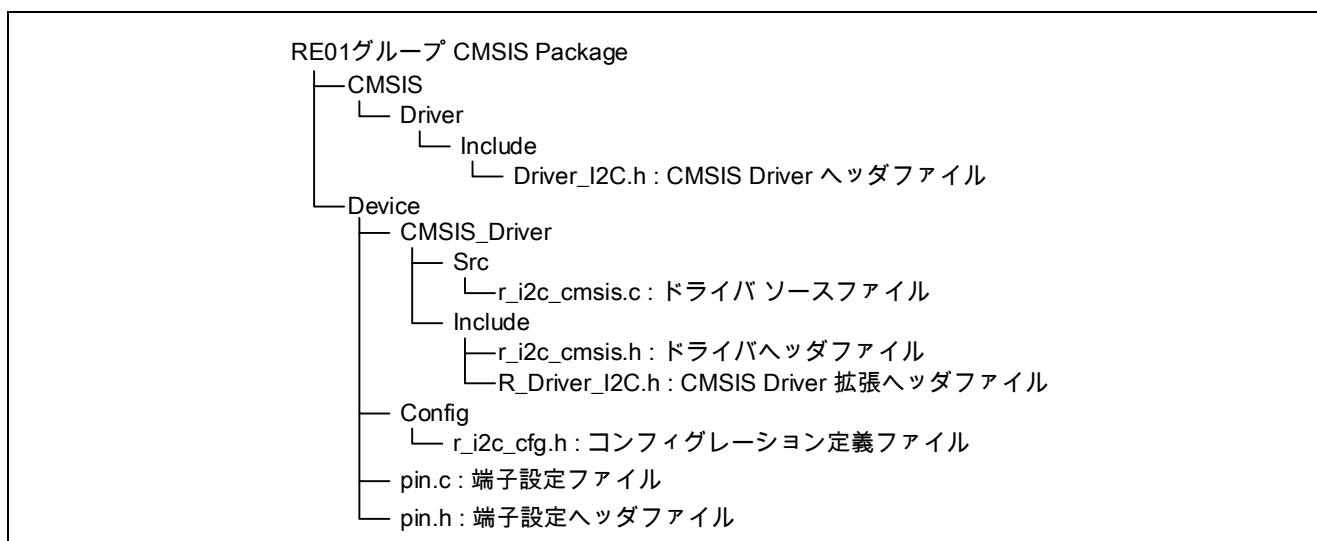 RE01グループ CMSIS Package
CMSIS
Driver
Include
Driver_I2C.h : CMSIS Driver ヘッダファイル
Device
CMSIS_Driver
Src
r_i2c_cmsis.c : ドライバ ソースファイル
Include
r_i2c_cmsis.h : ドライバヘッダファイル
R_Driver_I2C.h : CMSIS Driver 拡張ヘッダファイル
Config
r_i2c_cfg.h : コンフィグレーション定義ファイル
pin.c : 端子設定ファイル
pin.h : 端子設定ヘッダファイル